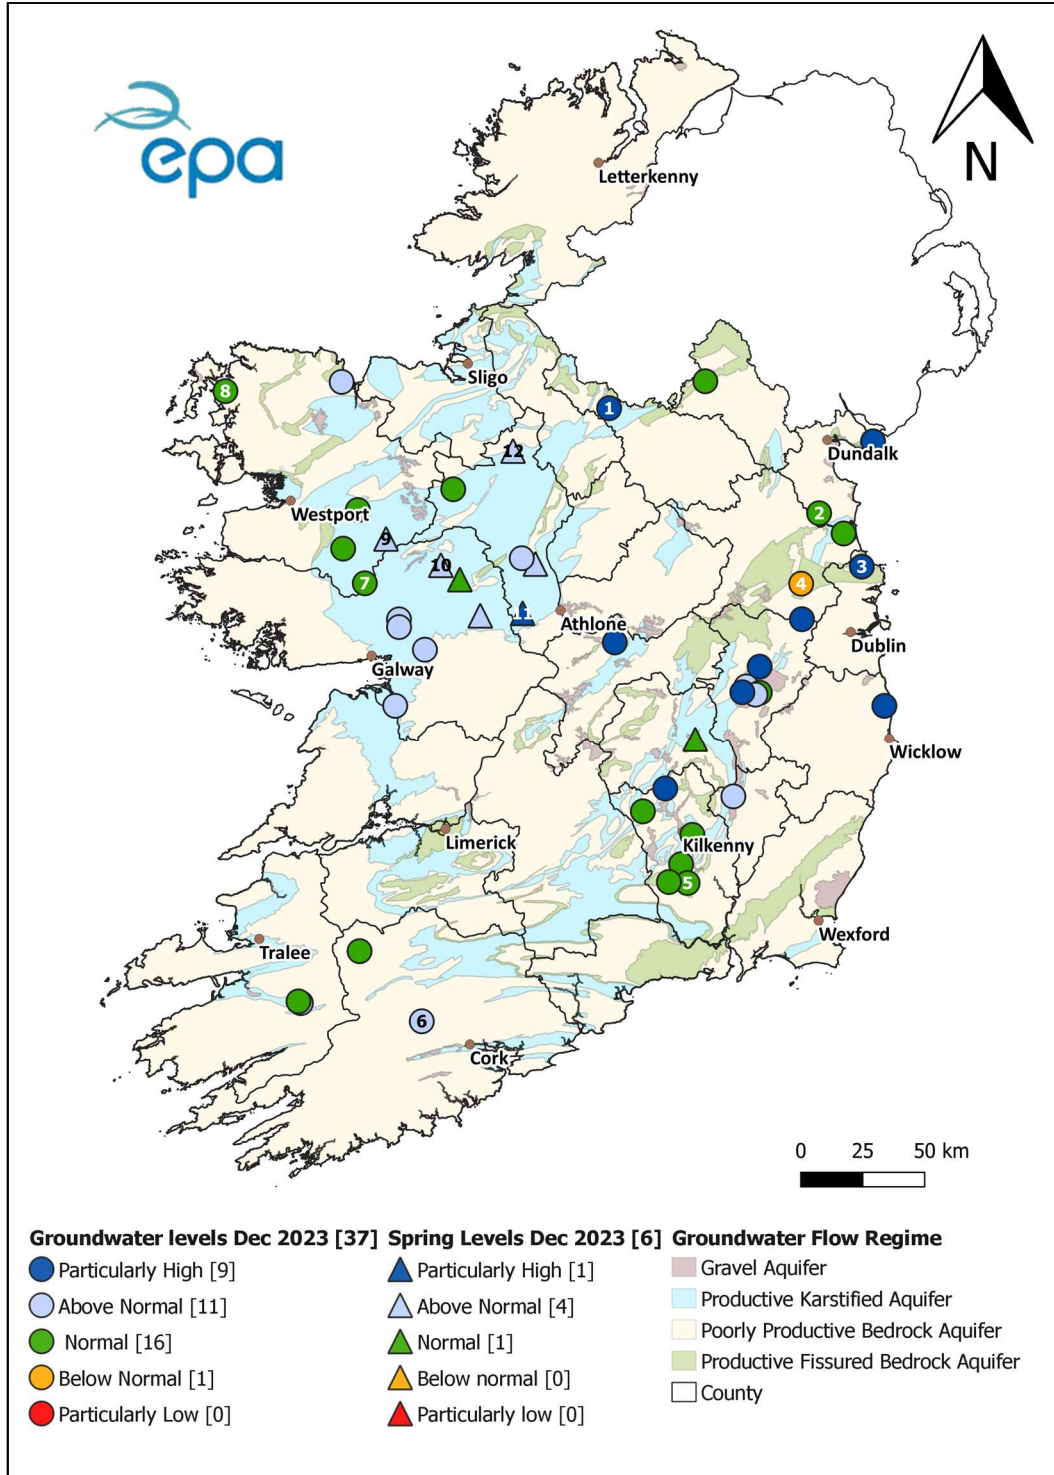 epa
N
Letterkenny
Sligo
8
1
12
Dundalk
Westport
2
9
3
10
7
4
11
Athlone
Dublin
Galway
Wicklow
Limerick
Kilkenny
5
Wexford
Tralee
6
Cork
0 25 50 km
Groundwater levels Dec 2023 [37]
Particularly High [9]
Above Normal [11]
Normal [16]
Below Normal [1]
Particularly Low [0]
Spring Levels Dec 2023 [6]
Particularly High [1]
Above Normal [4]
Normal [1]
Below normal [0]
Particularly low [0]
Groundwater Flow Regime
Gravel Aquifer
Productive Karstified Aquifer
Poorly Productive Bedrock Aquifer
Productive Fissured Bedrock Aquifer
County